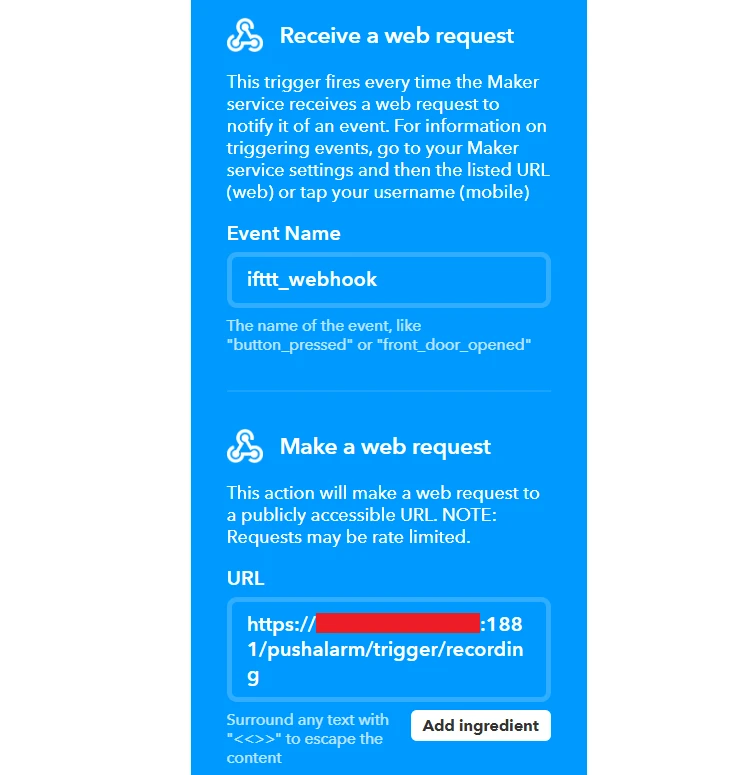 Receive a web request
This trigger fires every time the Maker
service receives a web request to
notify it of an event. For information on
triggering events, go to your Maker
service settings and then the listed URL
(web) or tap your username (mobile)
Event Name
ifttt_webhook
The name of the event, like
"button_pressed" or "front_door_opened"
Make a web request
This action will make a web request to
a publicly accessible URL. NOTE:
Requests may be rate limited.
URL
https://:188
1/pushalarm/trigger/recordin
g
Surround any text with
"<<>>" to escape the
content
Add ingredient